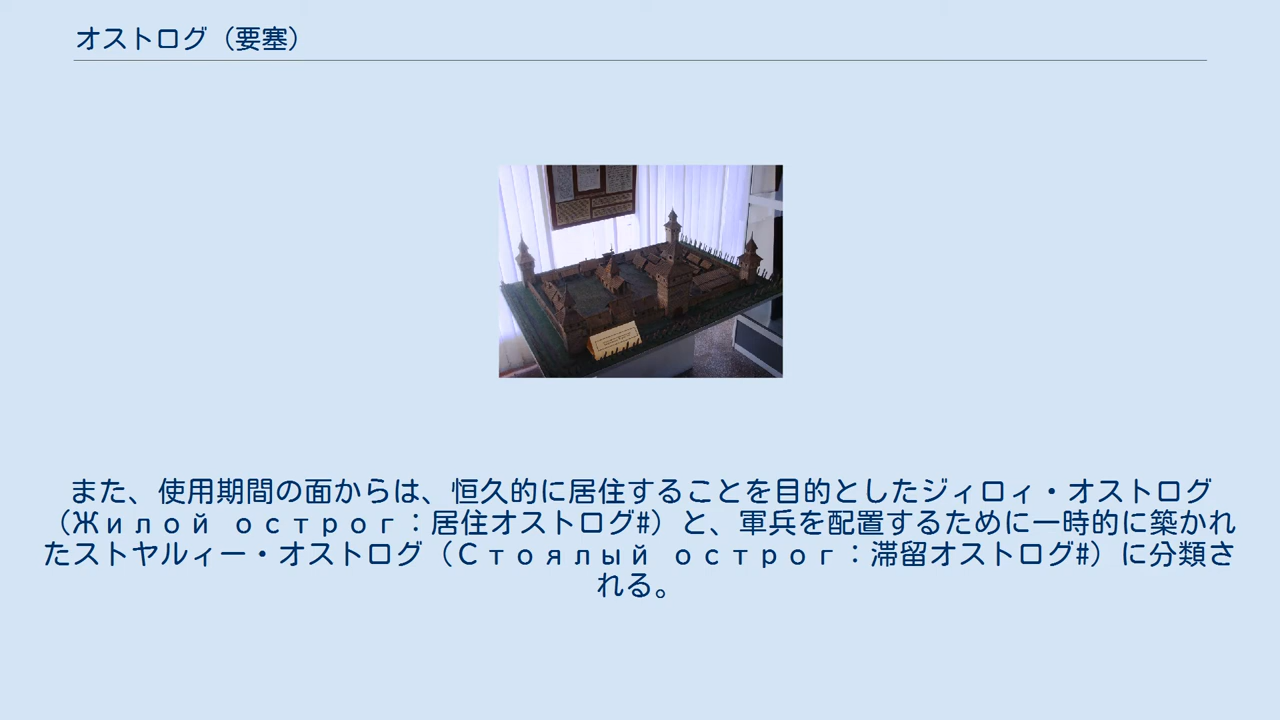 オストログ（要塞）
また、使用期間の面からは、恒久的に居住することを目的としたジィロィ・オストログ
（Жилой острог：居住オストログ#）と、軍兵を配置するために一時的に築かれ
たストヤルィー・オストログ（Стоялый острог：滞留オストログ#）に分類さ
れる。